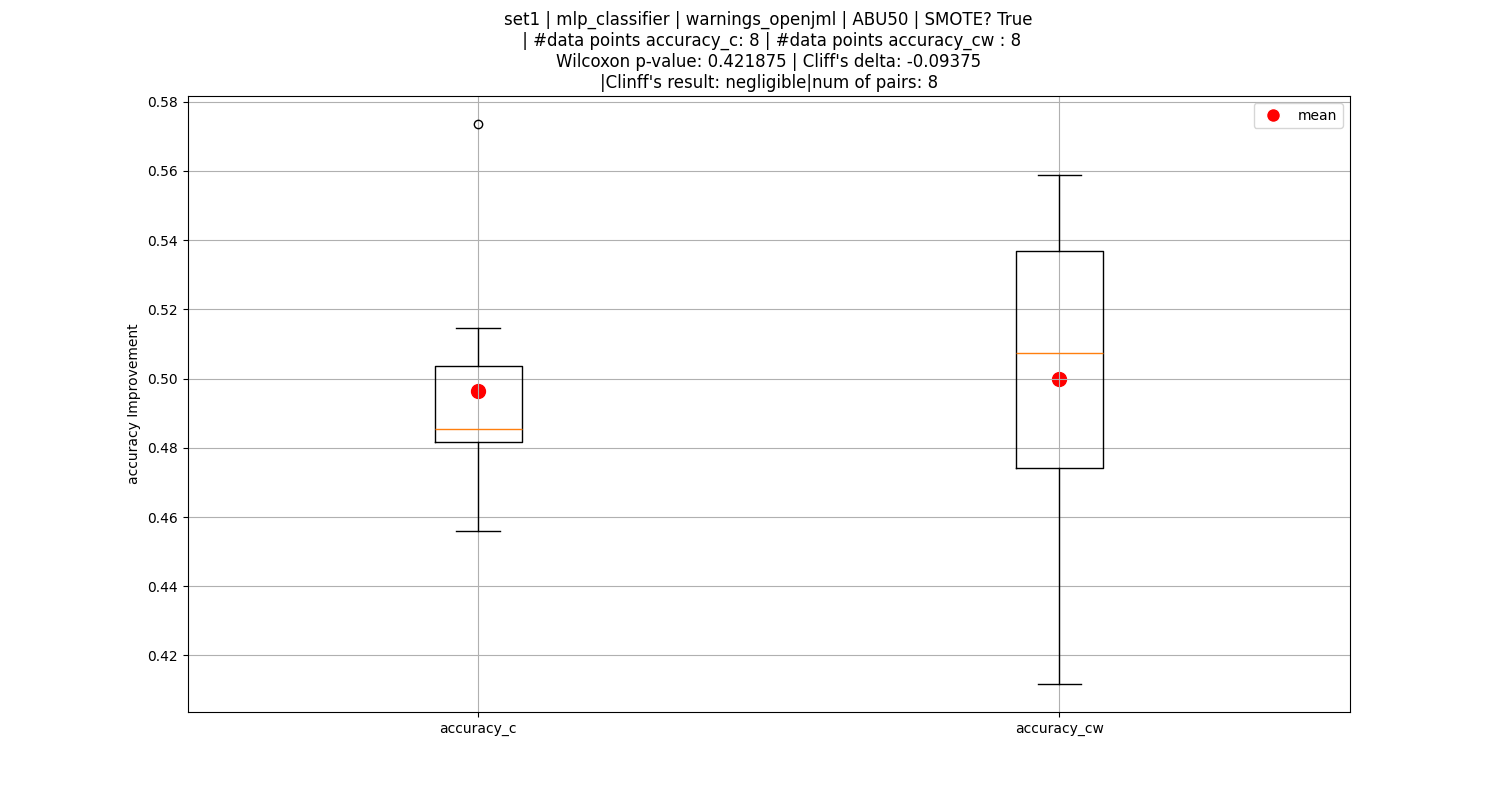 set1 | mlp_classifier | warnings_openjml | ABU50 | SMOTE? True
| #data points accuracy_c: 8 | #data points accuracy_cw : 8
Wilcoxon p-value: 0.421875 | Cliff's delta: -0.09375
|Clinff's result: negligible|num of pairs: 8
mean
accuracy Improvement
0.58
0.56
0.54
0.52
0.50
0.48
0.46
0.44
0.42
accuracy_c
accuracy_cw